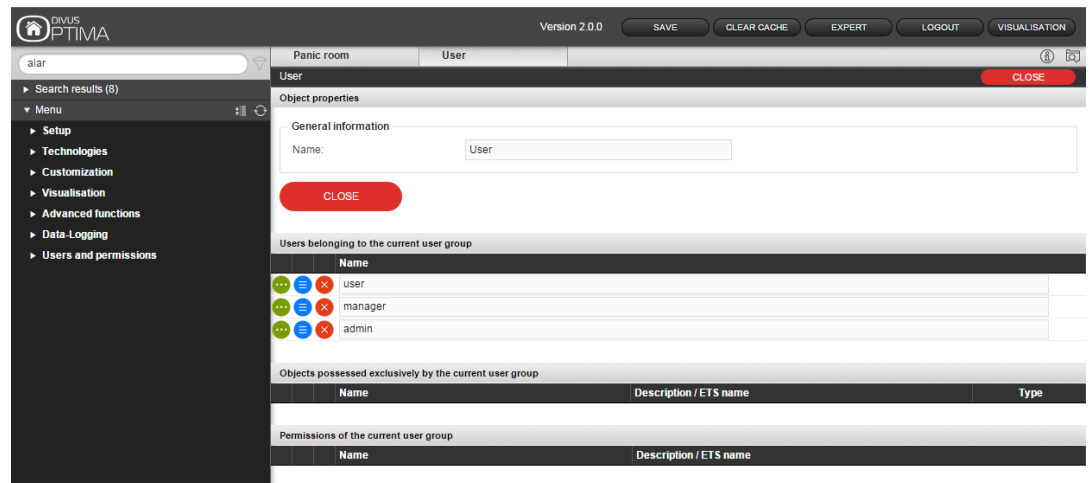 DIVUS
OPTIMA
Version 2.0.0
SAVE
CLEAR CACHE
EXPERT
LOGOUT
VISUALISATION
alar
Search results (8)
Menu
Setup
Technologies
Customization
Visualisation
Advanced functions
Data-Logging
Users and permissions
Panic room
User
User
CLOSE
Object properties
General information
Name:
User
CLOSE
Users belonging to the current user group
Name
user
manager
admin
Objects possessed exclusively by the current user group
Name
Description / ETS name
Type
Permissions of the current user group
Name
Description / ETS name